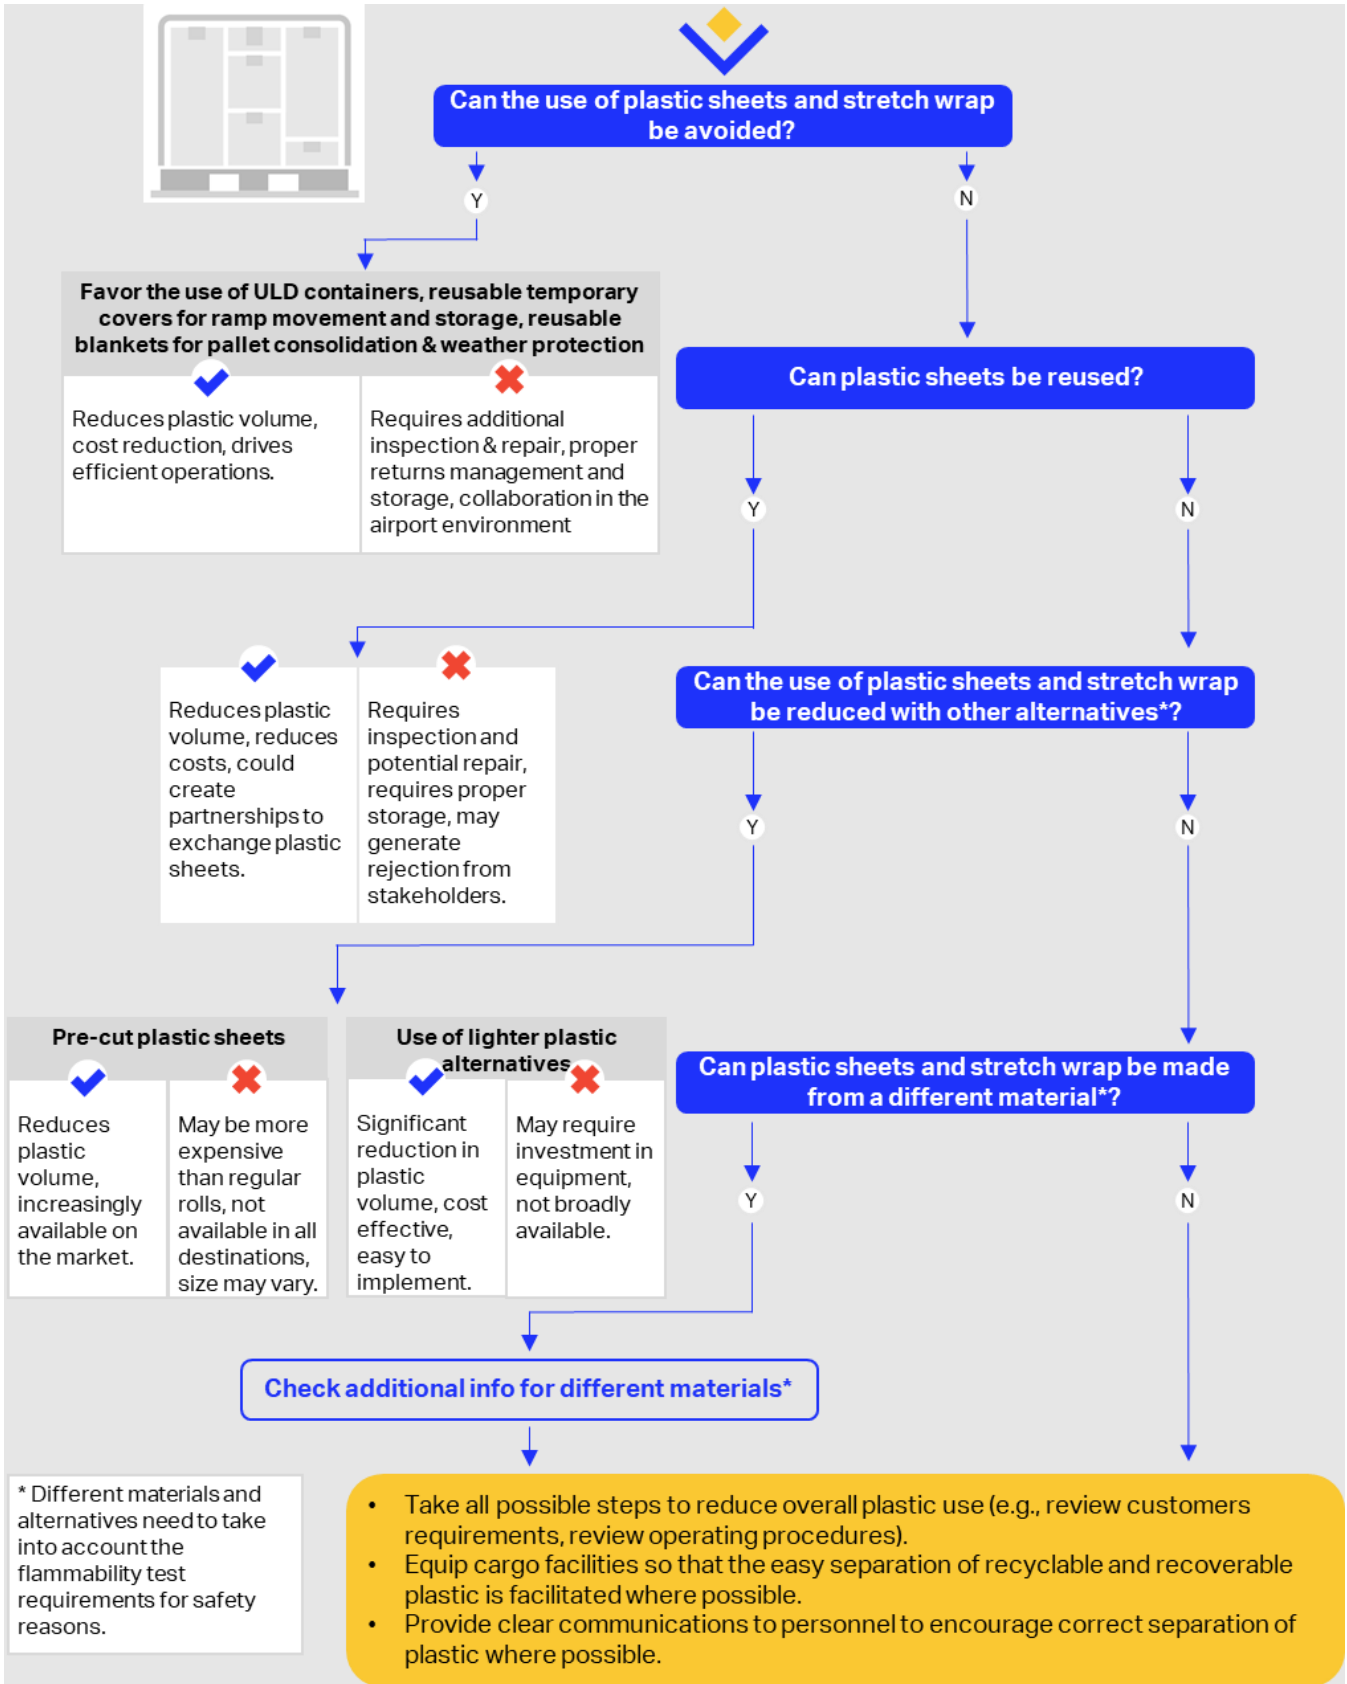 Can the use of plastic sheets and stretch wrap
be avoided?
Y
N
Favor the use of ULD containers, reusable temporary
covers for ramp movement and storage, reusable
blankets for pallet consolidation & weather protection
Reduces plastic volume,
cost reduction, drives
efficient operations.
Requires additional
inspection & repair, proper
returns management and
storage, collaboration in the
airport environment
Can plastic sheets be reused?
Y
N
Reduces plastic
volume, reduces
costs, could
create
partnerships to
exchange plastic
sheets.
Requires
inspection and
potential repair,
requires proper
storage, may
generate
rejection from
stakeholders.
Can the use of plastic sheets and stretch wrap
be reduced with other alternatives*?
Y
N
Pre-cut plastic sheets
Reduces
plastic
volume,
increasingly
available on
the market.
May be more
expensive
than regular
rolls, not
available in all
destinations,
size may vary.
Use of lighter plastic
alternatives
Significant
reduction in
plastic
volume, cost
effective,
easy to
implement.
May require
investment in
equipment,
not broadly
available.
Can plastic sheets and stretch wrap be made
from a different material*?
Y
N
Check additional info for different materials*
* Different materials and
alternatives need to take
into account the
flammability test
requirements for safety
reasons.
• Take all possible steps to reduce overall plastic use (e.g., review customers
requirements, review operating procedures).
• Equip cargo facilities so that the easy separation of recyclable and recoverable
plastic is facilitated where possible.
• Provide clear communications to personnel to encourage correct separation of
plastic where possible.